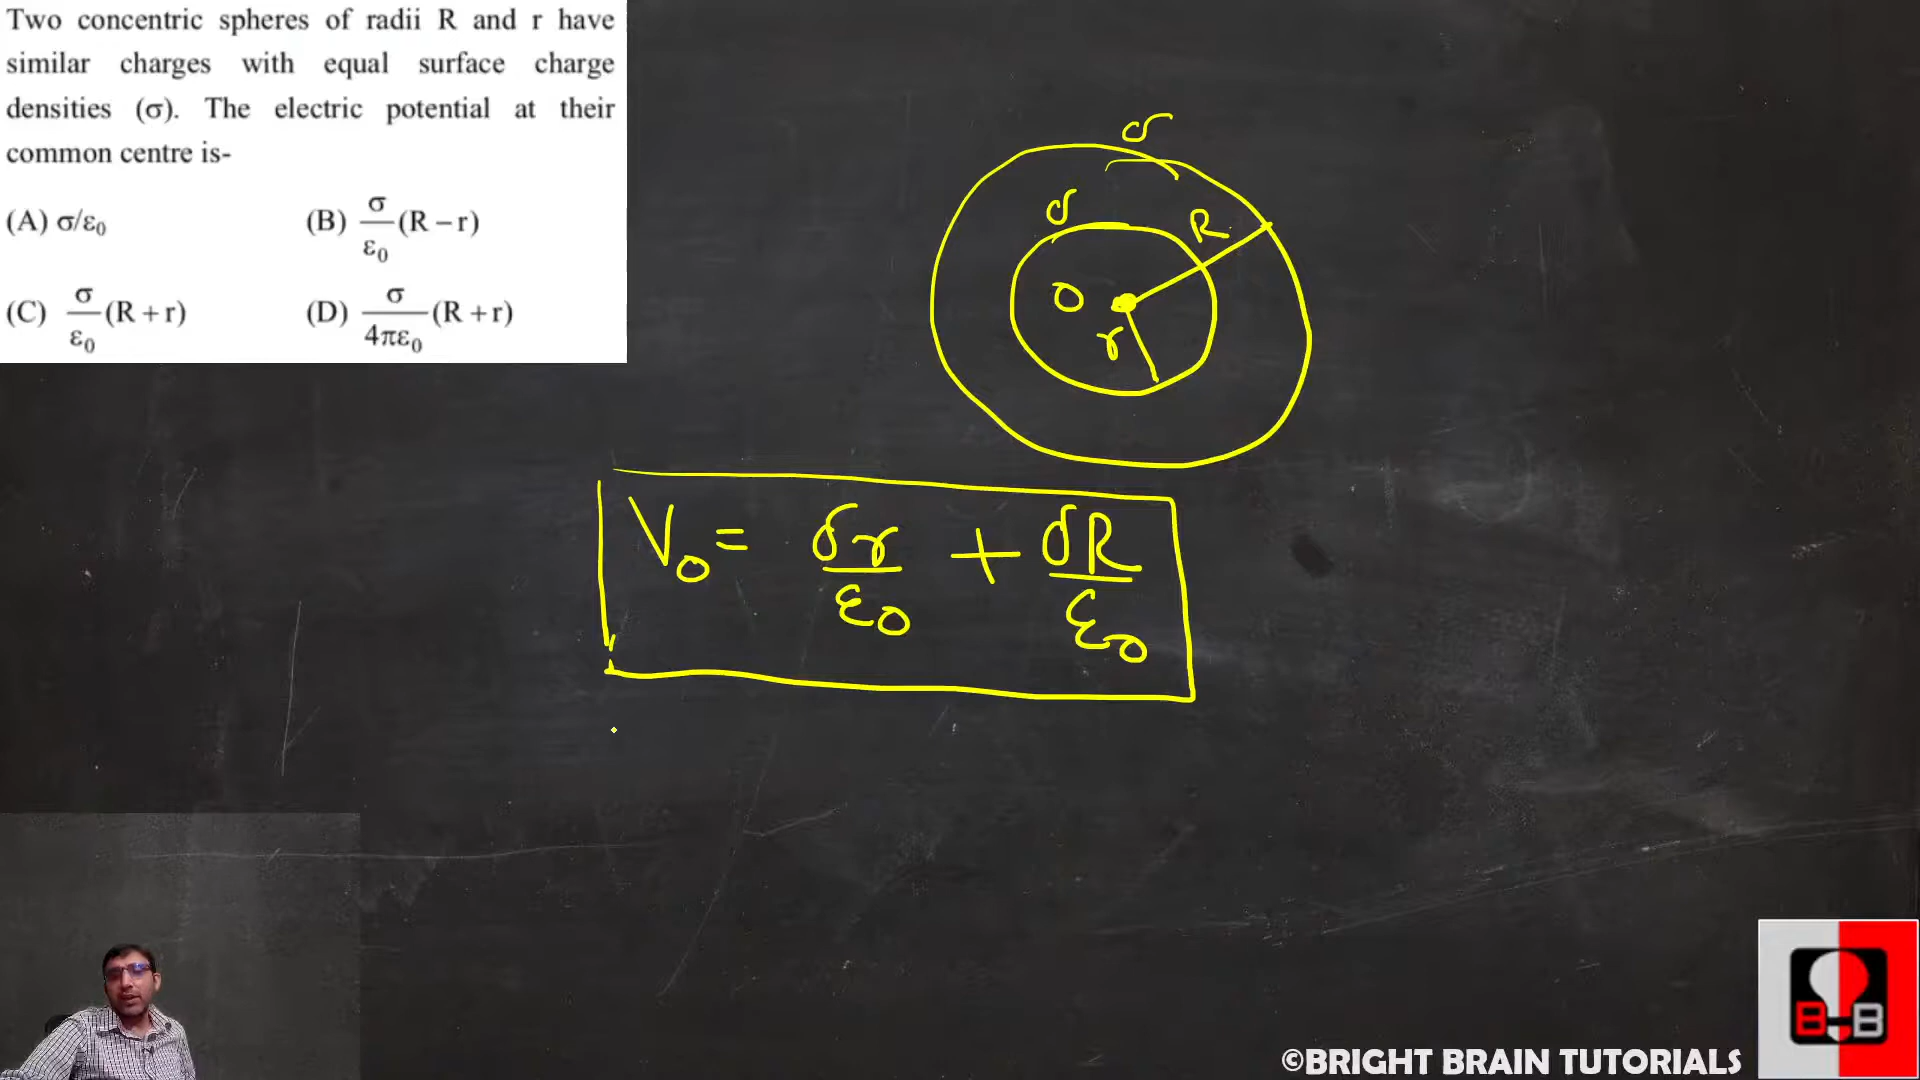 Two concentric spheres of radii R and r have
similar charges with equal surface charge
densities (σ). The electric potential at their
common centre is-
(A) σ/ε₀ (B) σ/ε₀ (R – r)
(C) σ/ε₀ (R + r) (D) σ/4πε₀ (R + r)
σ
σ
R
O
r
V₀ = σr/ε₀ + σR/ε₀
B B
©BRIGHT BRAIN TUTORIALS